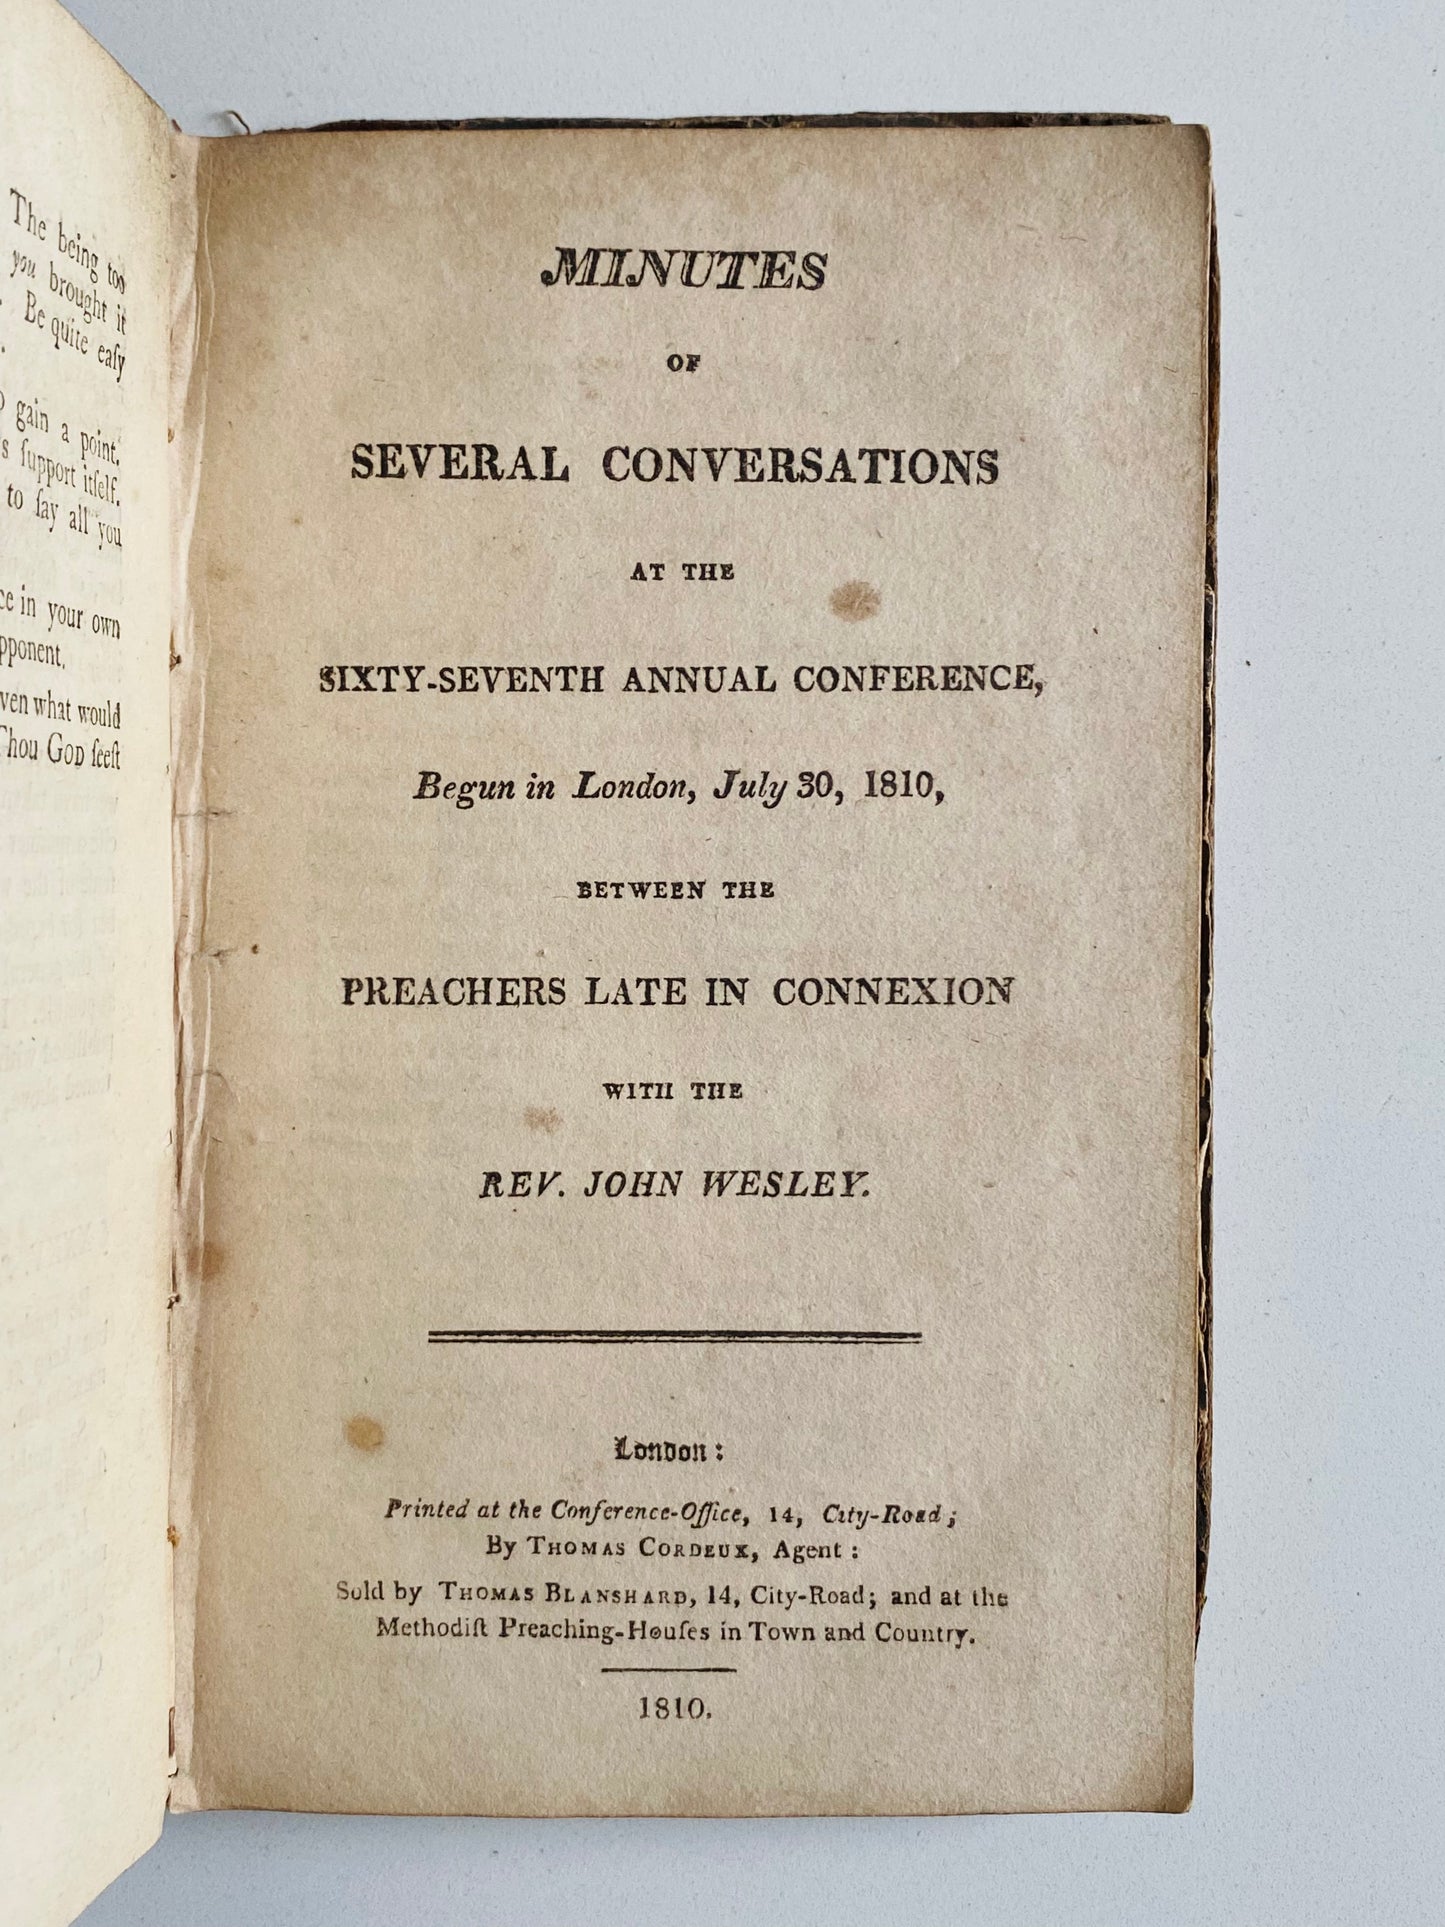 The being too
you brought it
Be quite eaſy
gain a point.
ſupport itſelf.
to ſay all you
in your own
what would
GOD ſeeſt
MINUTES
OF
SEVERAL CONVERSATIONS
AT THE
SIXTY-SEVENTH ANNUAL CONFERENCE,
Begun in London, July 30, 1810,
BETWEEN THE
PREACHERS LATE IN CONNEXION
WITH THE
REV. JOHN WESLEY.
London:
Printed at the Conference-Office, 14, City-Road;
By THOMAS CORDEUX, Agent:
Sold by THOMAS BLANSHARD, 14, City-Road; and at the
Methodiſt Preaching-Houſes in Town and Country.
1810.